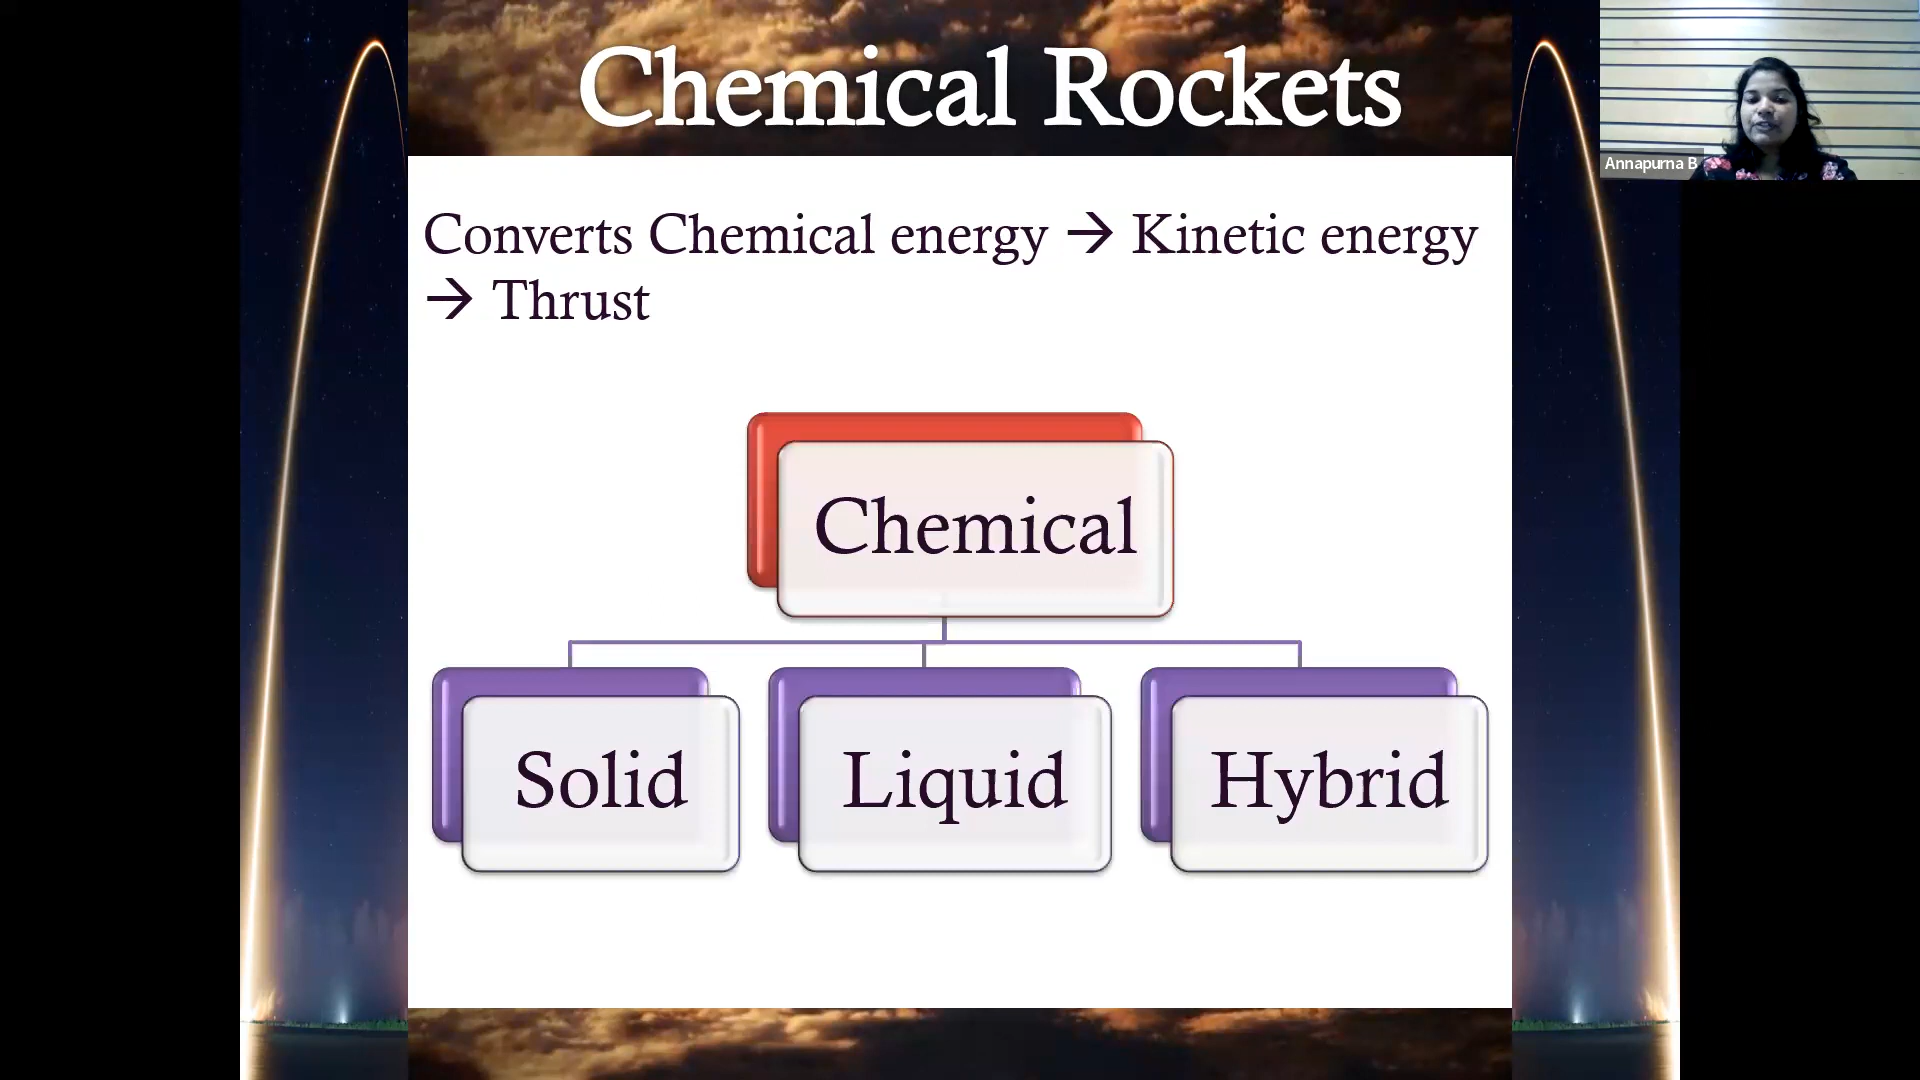 Chemical Rockets
Annapurna B
Converts Chemical energy → Kinetic energy
→ Thrust
Chemical
Solid
Liquid
Hybrid